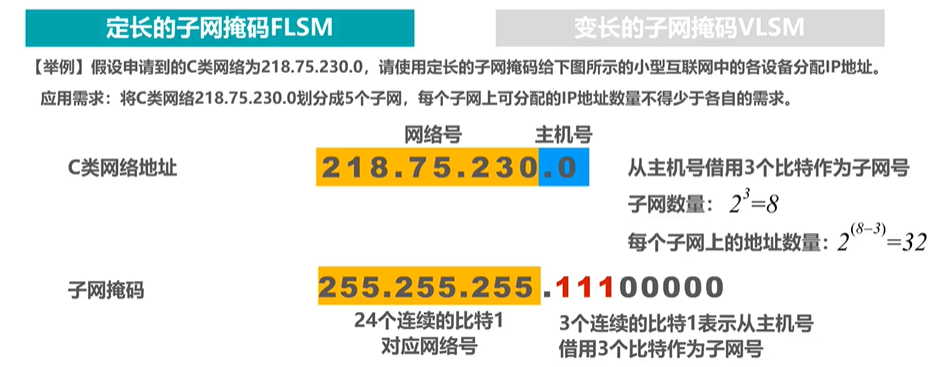 定长的子网掩码FLSM
变长的子网掩码VLSM
【举例】假设申请到的C类网络为218.75.230.0，请使用定长的子网掩码给下图所示的小型互联网中的各设备分配IP地址。
应用需求：将C类网络218.75.230.0划分成5个子网，每个子网上可分配的IP地址数量不得少于各自的需求。
网络号 主机号
C类网络地址 218.75.230.0
从主机号借用3个比特作为子网号
子网数量：2^3=8
每个子网上的地址数量：2^(8−3)=32
子网掩码 255.255.255.11100000
24个连续的比特1
对应网络号
3个连续的比特1表示从主机号
借用3个比特作为子网号